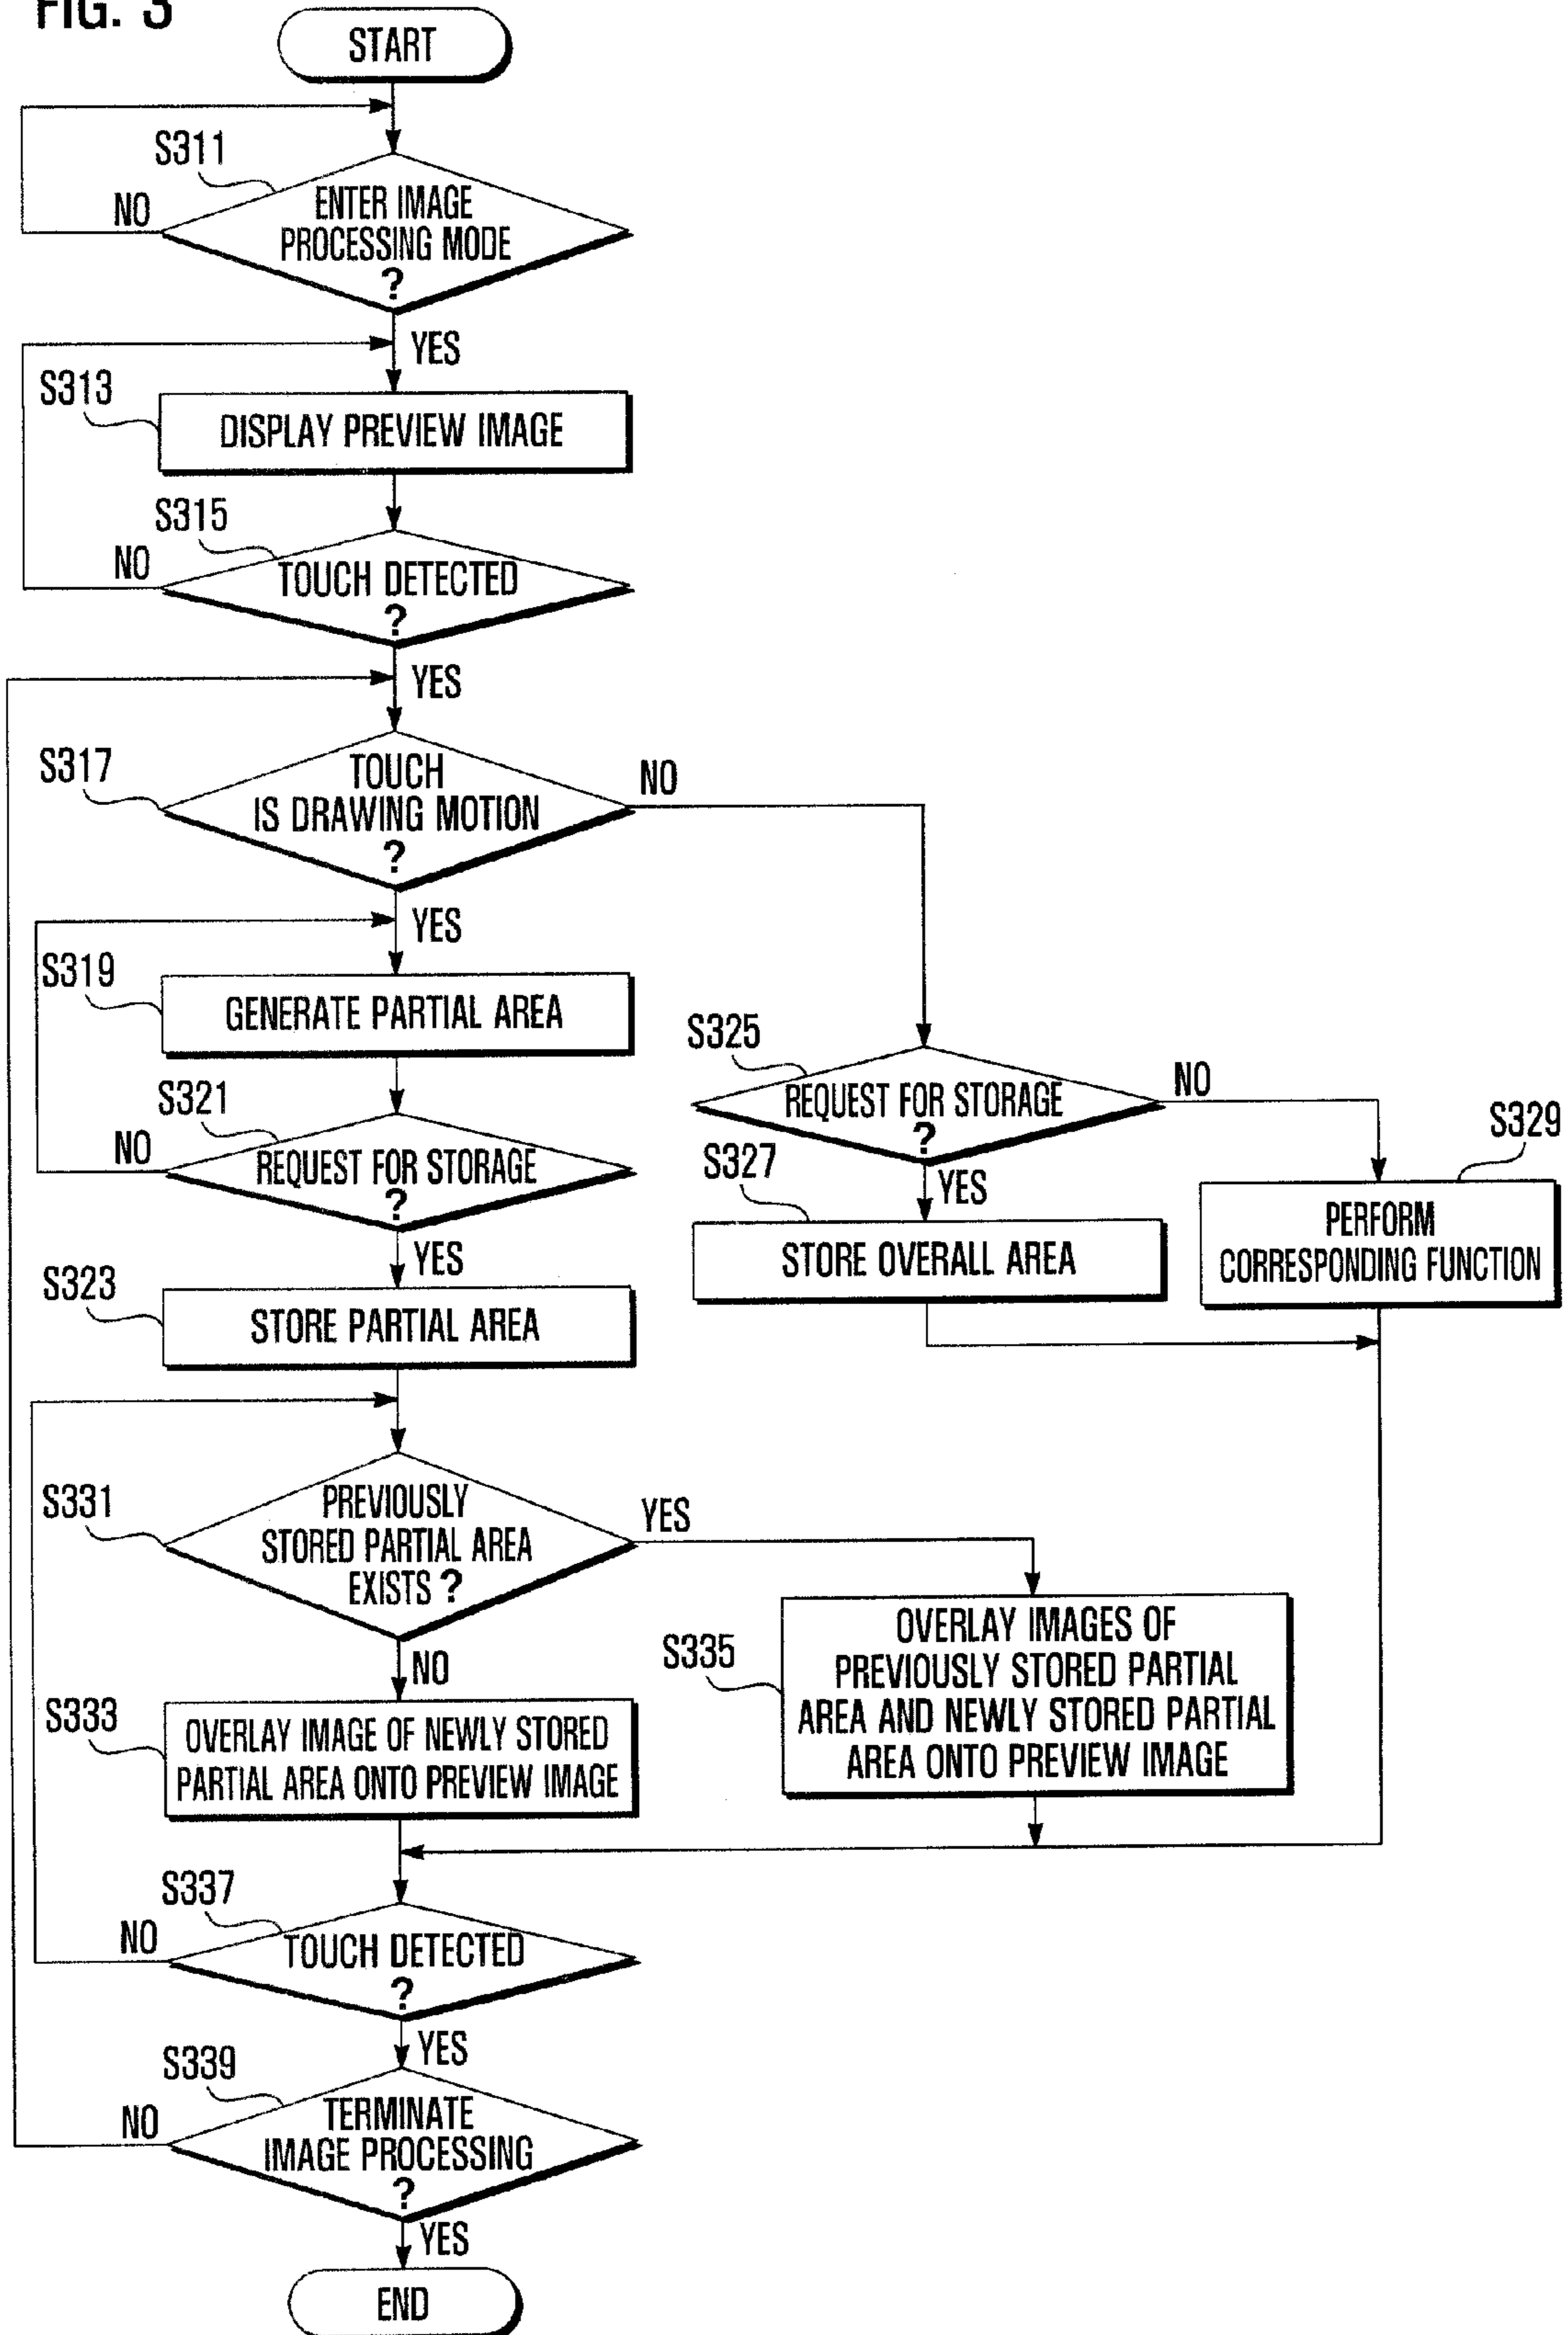 FIG. 3
START
S311
NO
ENTER IMAGE
PROCESSING MODE
?
YES
S313
DISPLAY PREVIEW IMAGE
S315
NO
TOUCH DETECTED
?
YES
S317
TOUCH
IS DRAWING MOTION
?
NO
YES
S319
GENERATE PARTIAL AREA
S321
NO
REQUEST FOR STORAGE
?
YES
S323
STORE PARTIAL AREA
S325
REQUEST FOR STORAGE
?
NO
YES
S327
STORE OVERALL AREA
S329
PERFORM
CORRESPONDING FUNCTION
S331
PREVIOUSLY
STORED PARTIAL AREA
EXISTS ?
YES
NO
S333
OVERLAY IMAGE OF NEWLY STORED
PARTIAL AREA ONTO PREVIEW IMAGE
S335
OVERLAY IMAGES OF
PREVIOUSLY STORED PARTIAL
AREA AND NEWLY STORED PARTIAL
AREA ONTO PREVIEW IMAGE
S337
NO
TOUCH DETECTED
?
YES
S339
NO
TERMINATE
IMAGE PROCESSING
?
YES
END